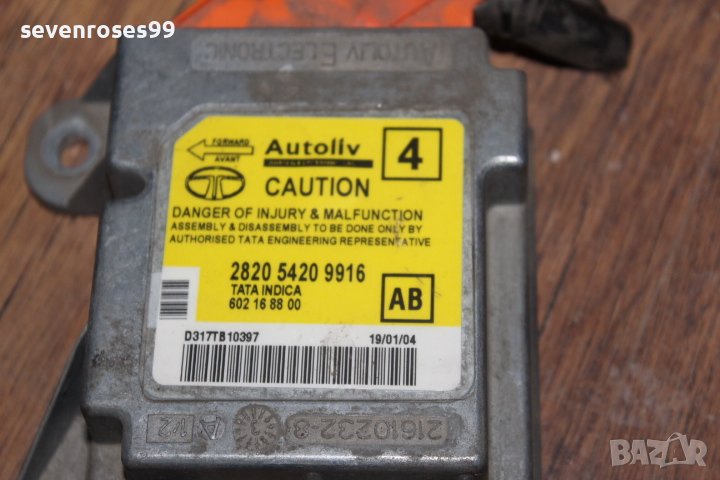 sevenroses99
AUTOLIV ELECTRONIC
FORWARD
AVANT
Autoliv
4
CAUTION
DANGER OF INJURY & MALFUNCTION
ASSEMBLY & DISASSEMBLY TO BE DONE ONLY BY
AUTHORISED TATA ENGINEERING REPRESENTATIVE
2820 5420 9916
TATA INDICA
602 16 88 00
AB
D317TB10397
19/01/04
21610232-8
BAZAR